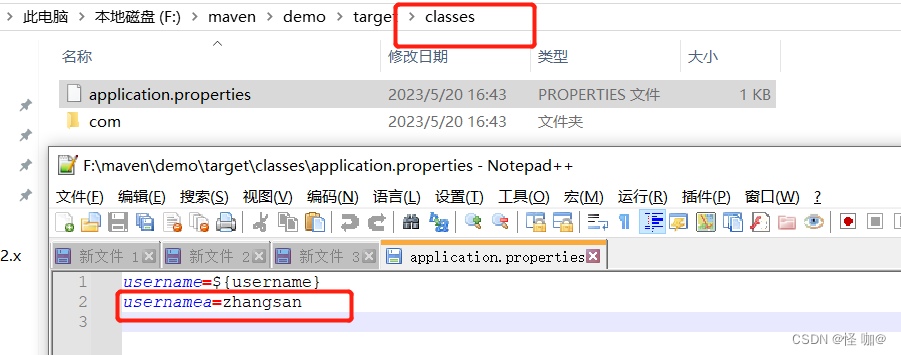 此电脑 > 本地磁盘 (F:) > maven > demo > target > classes
名称 修改日期 类型 大小
application.properties 2023/5/20 16:43 PROPERTIES 文件 1 KB
com 2023/5/20 16:43 文件夹
F:\maven\demo\target\classes\application.properties - Notepad++
文件(F) 编辑(E) 搜索(S) 视图(V) 编码(N) 语言(L) 设置(T) 工具(O) 宏(M) 运行(R) 插件(P) 窗口(W) ?
2.x
新文件 1 新文件 2 新文件 3 application.properties
1 username=${username}
2 usernamea=zhangsan
3
CSDN @怪 咖@